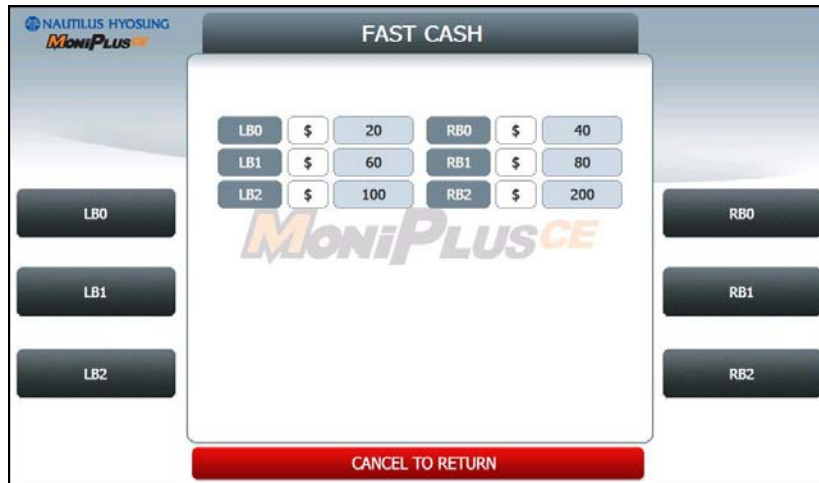 NAUTILUS HYOSUNG
MONIPLUS CE
FAST CASH
LB0 $ 20 RB0 $ 40
LB1 $ 60 RB1 $ 80
LB2 $ 100 RB2 $ 200
MONIPLUS CE
LB0 RB0
LB1 RB1
LB2 RB2
CANCEL TO RETURN